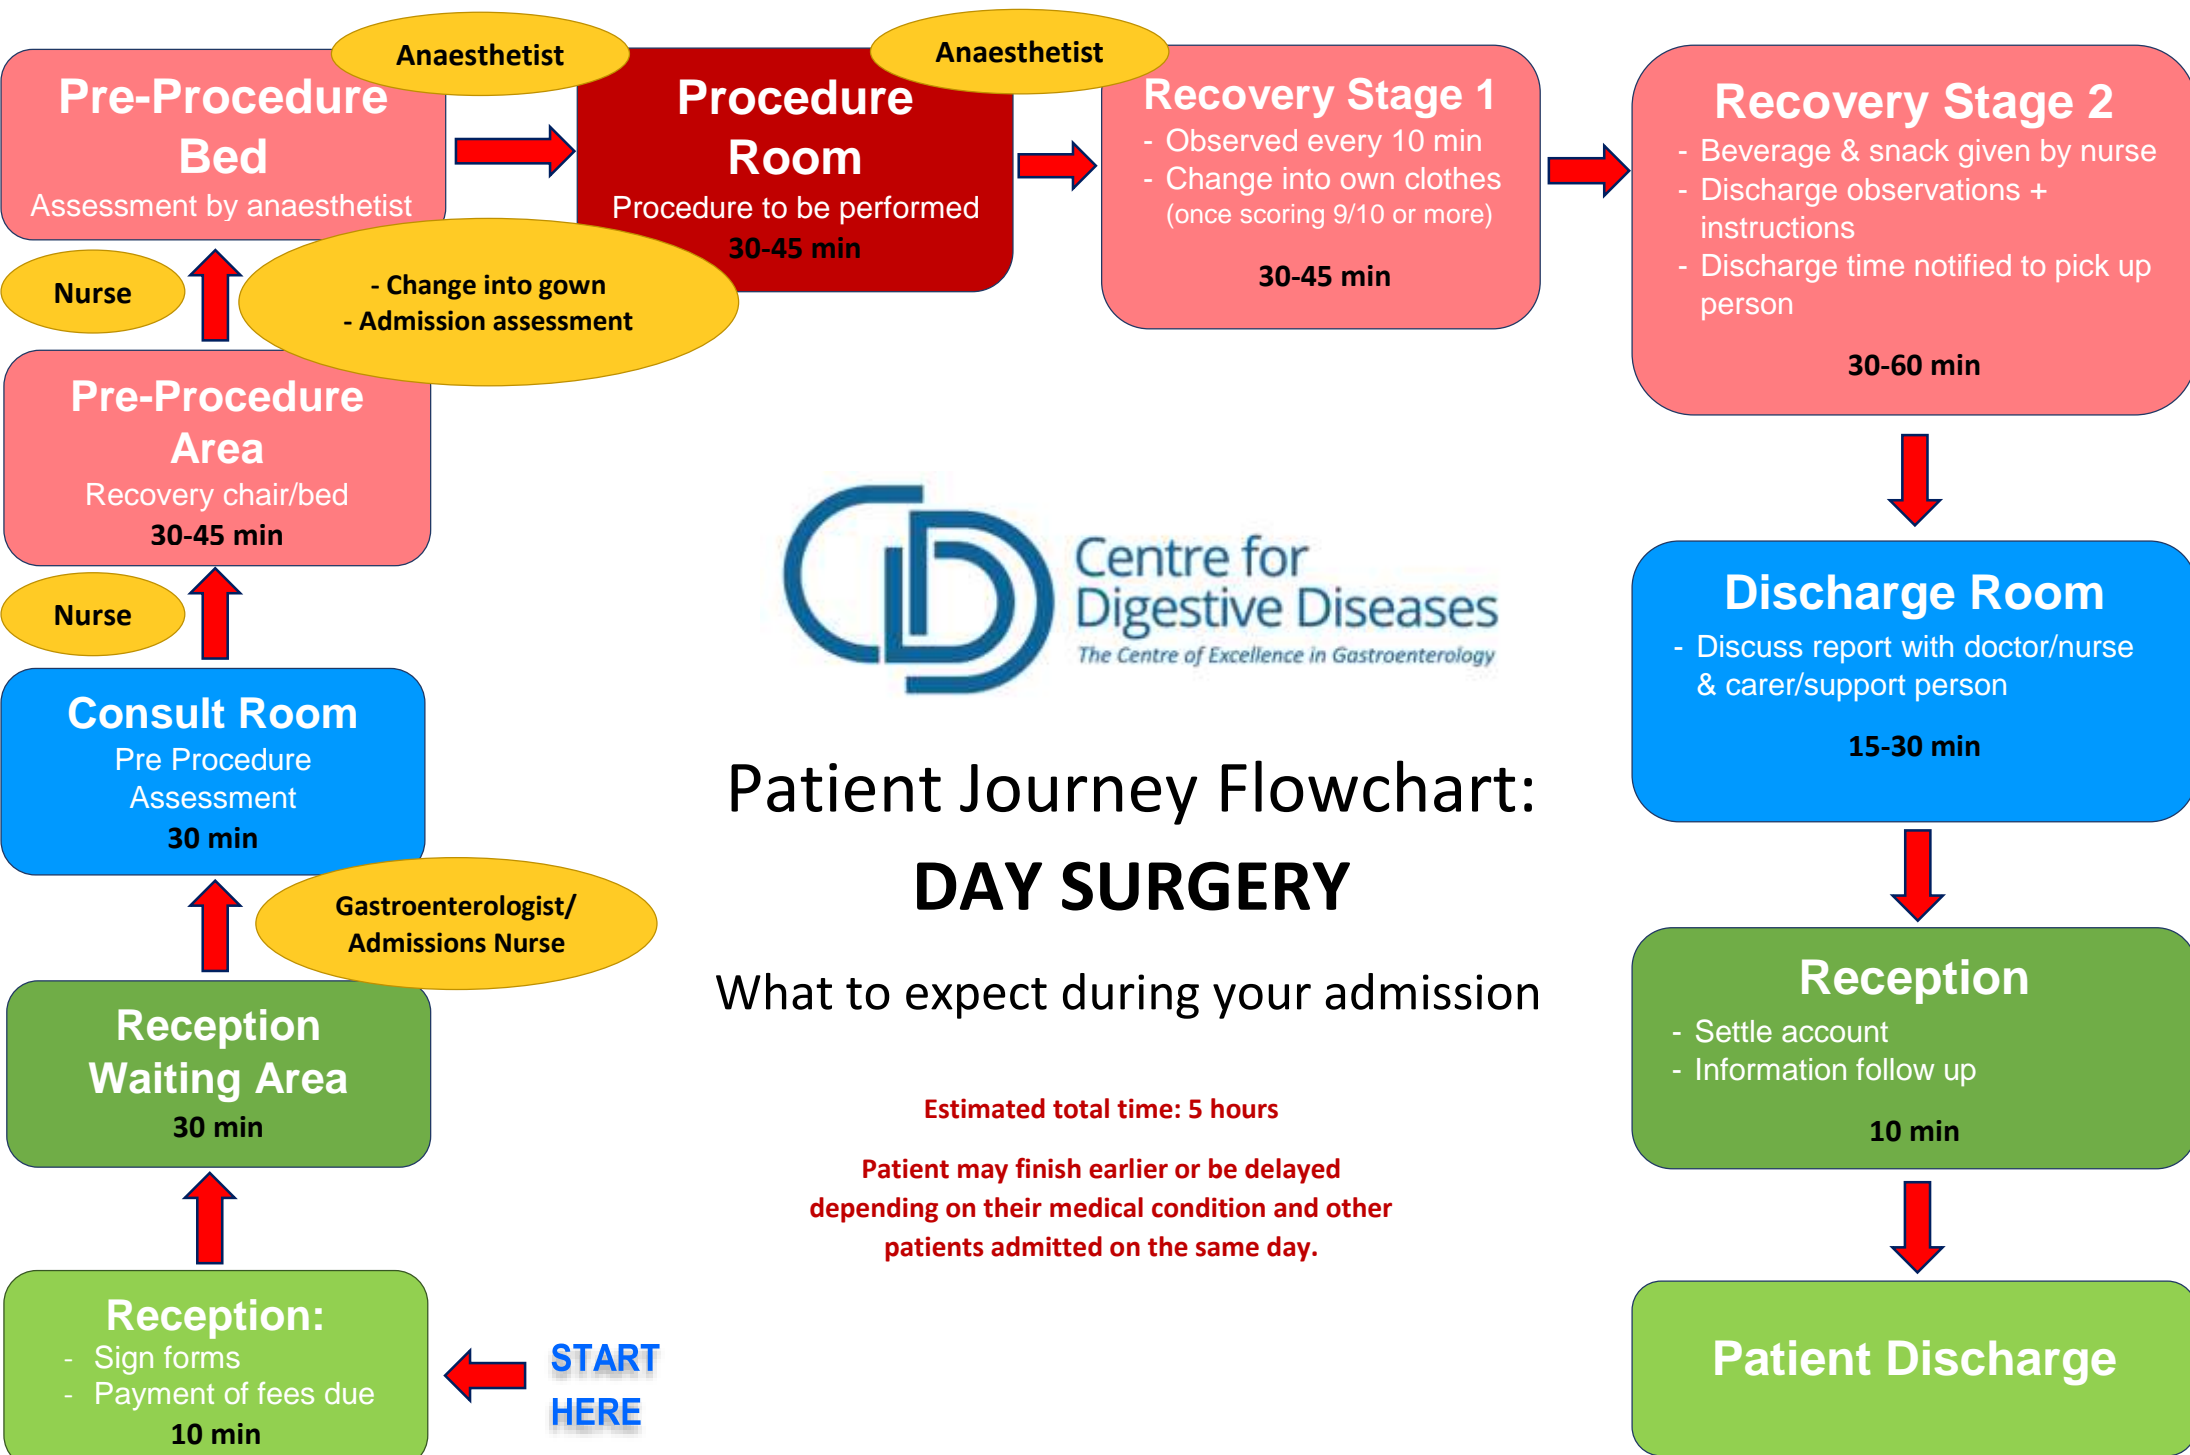 START
HERE
Reception:
- Sign forms
- Payment of fees due
10 min
Reception
Waiting Area
30 min
Gastroenterologist/
Admissions Nurse
Consult Room
Pre Procedure
Assessment
30 min
Nurse
Pre-Procedure
Area
Recovery chair/bed
30-45 min
Nurse
- Change into gown
- Admission assessment
Pre-Procedure
Bed
Assessment by anaesthetist
Anaesthetist
Procedure
Room
Procedure to be performed
30-45 min
Anaesthetist
Recovery Stage 1
- Observed every 10 min
- Change into own clothes
(once scoring 9/10 or more)
30-45 min
Recovery Stage 2
- Beverage & snack given by nurse
- Discharge observations +
instructions
- Discharge time notified to pick up
person
30-60 min
Discharge Room
- Discuss report with doctor/nurse
& carer/support person
15-30 min
Reception
- Settle account
- Information follow up
10 min
Patient Discharge
CDD
Centre for
Digestive Diseases
The Centre of Excellence in Gastroenterology
Patient Journey Flowchart:
DAY SURGERY
What to expect during your admission
Estimated total time: 5 hours
Patient may finish earlier or be delayed
depending on their medical condition and other
patients admitted on the same day.